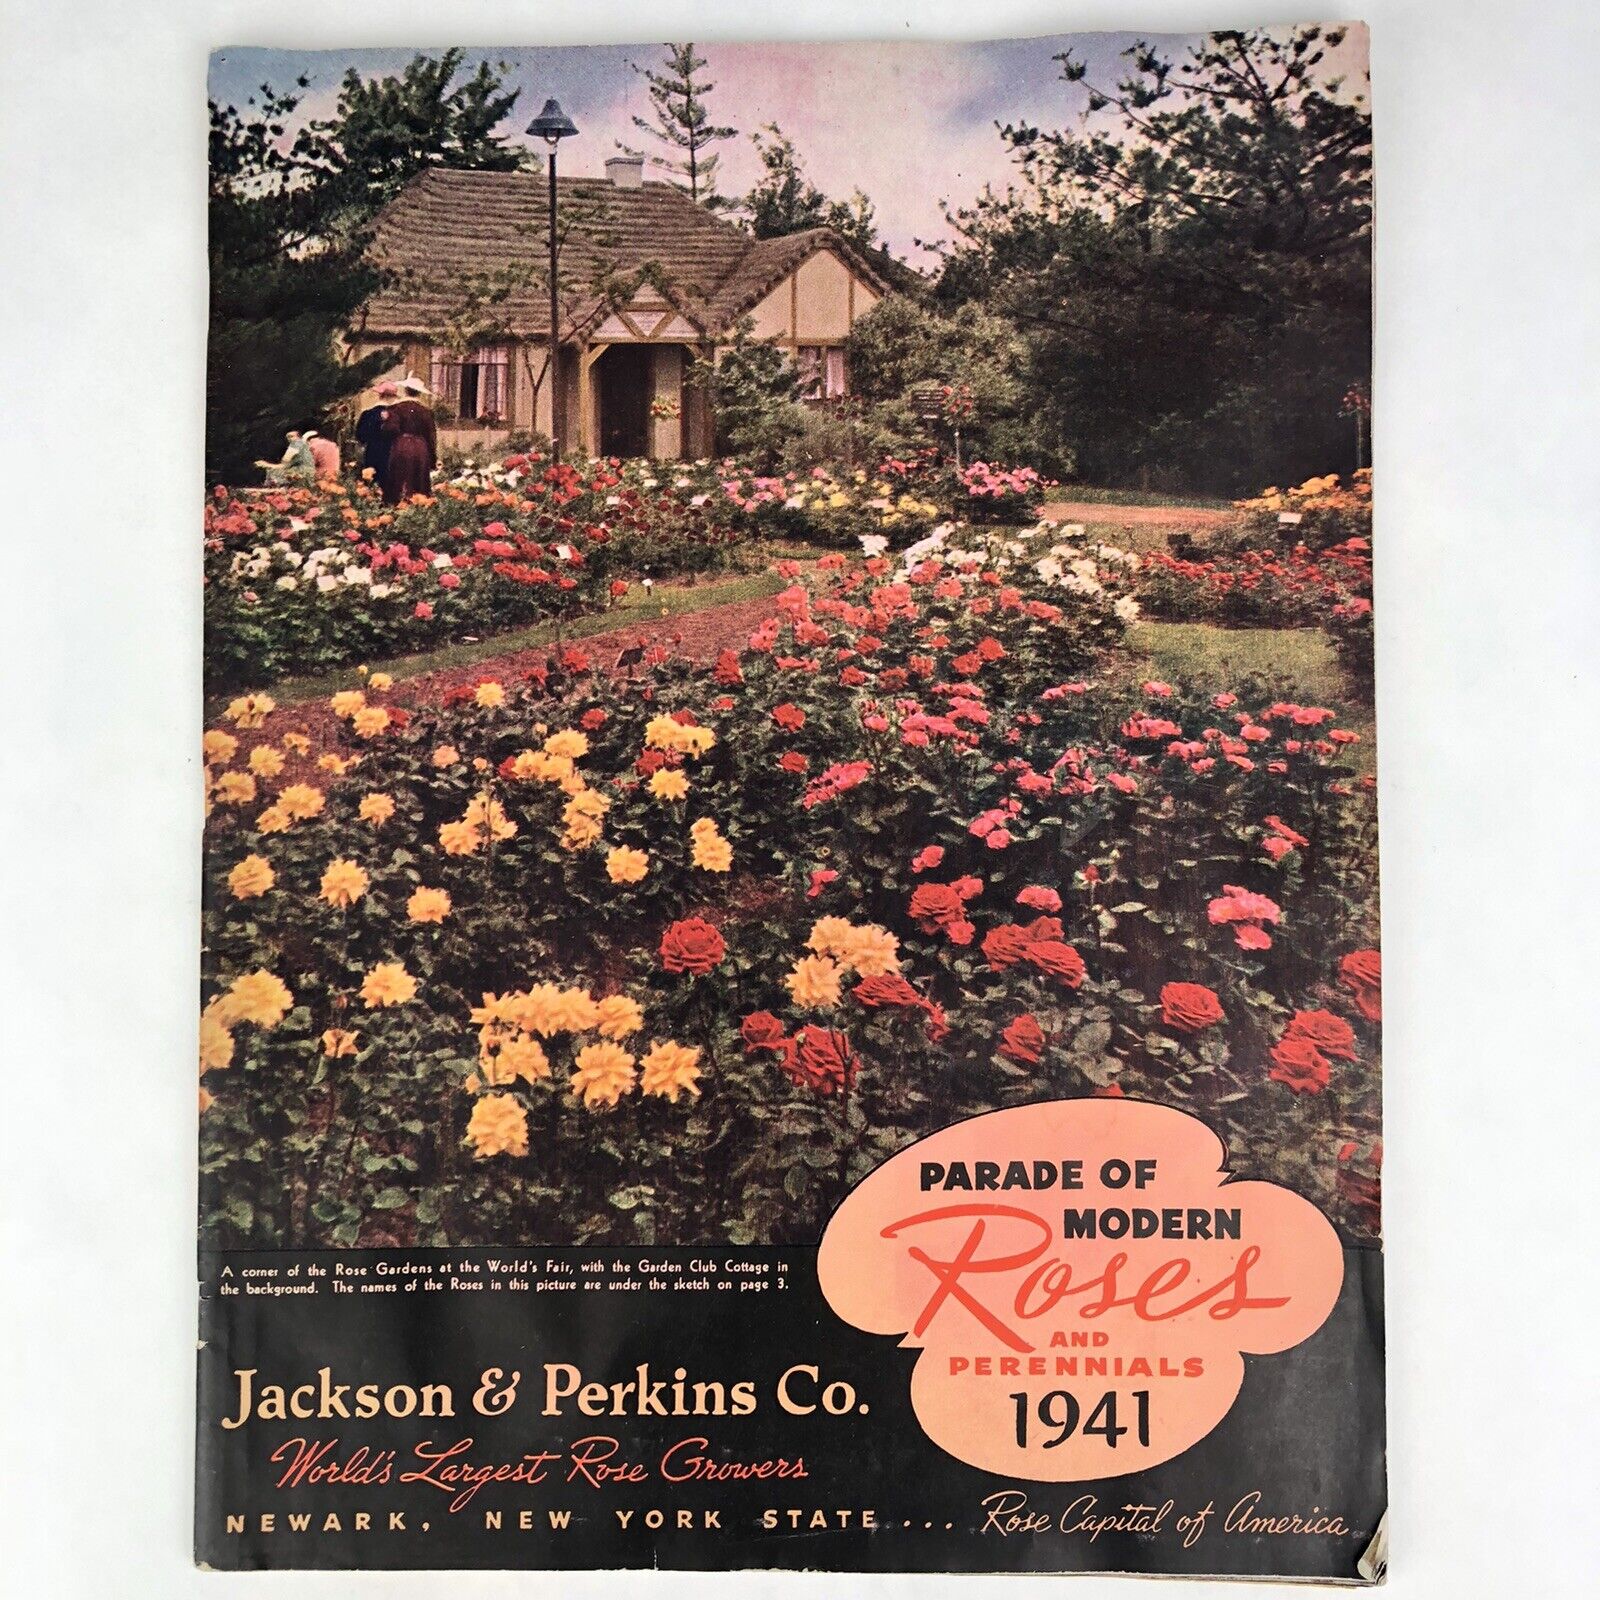 PARADE OF
MODERN
Roses
AND
PERENNIALS
1941
A corner of the Rose Gardens at the World's Fair, with the Garden Club Cottage in
the background. The names of the Roses in this picture are under the sketch on page 3.
Jackson & Perkins Co.
World's Largest Rose Growers
NEWARK, NEW YORK STATE ... Rose Capital of America